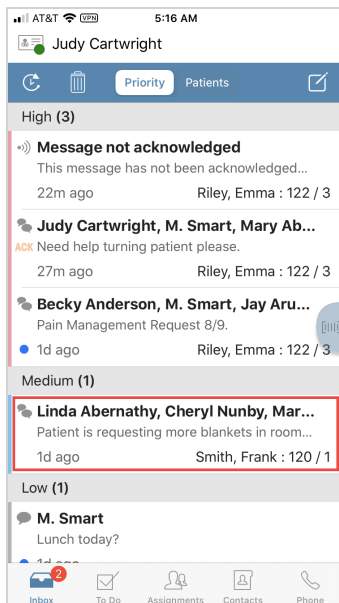 AT&T VPN 5:16 AM
Judy Cartwright
Priority Patients
High (3)
Message not acknowledged
This message has not been acknowledged...
22m ago Riley, Emma : 122 / 3
Judy Cartwright, M. Smart, Mary Ab...
ACK Need help turning patient please.
27m ago Riley, Emma : 122 / 3
Becky Anderson, M. Smart, Jay Aru...
Pain Management Request 8/9.
1d ago Riley, Emma : 122 / 3
Medium (1)
Linda Abernathy, Cheryl Nunby, Mar...
Patient is requesting more blankets in room...
1d ago Smith, Frank : 120 / 1
Low (1)
M. Smart
Lunch today?
1d ago
2
Inbox To Do Assignments Contacts Phone